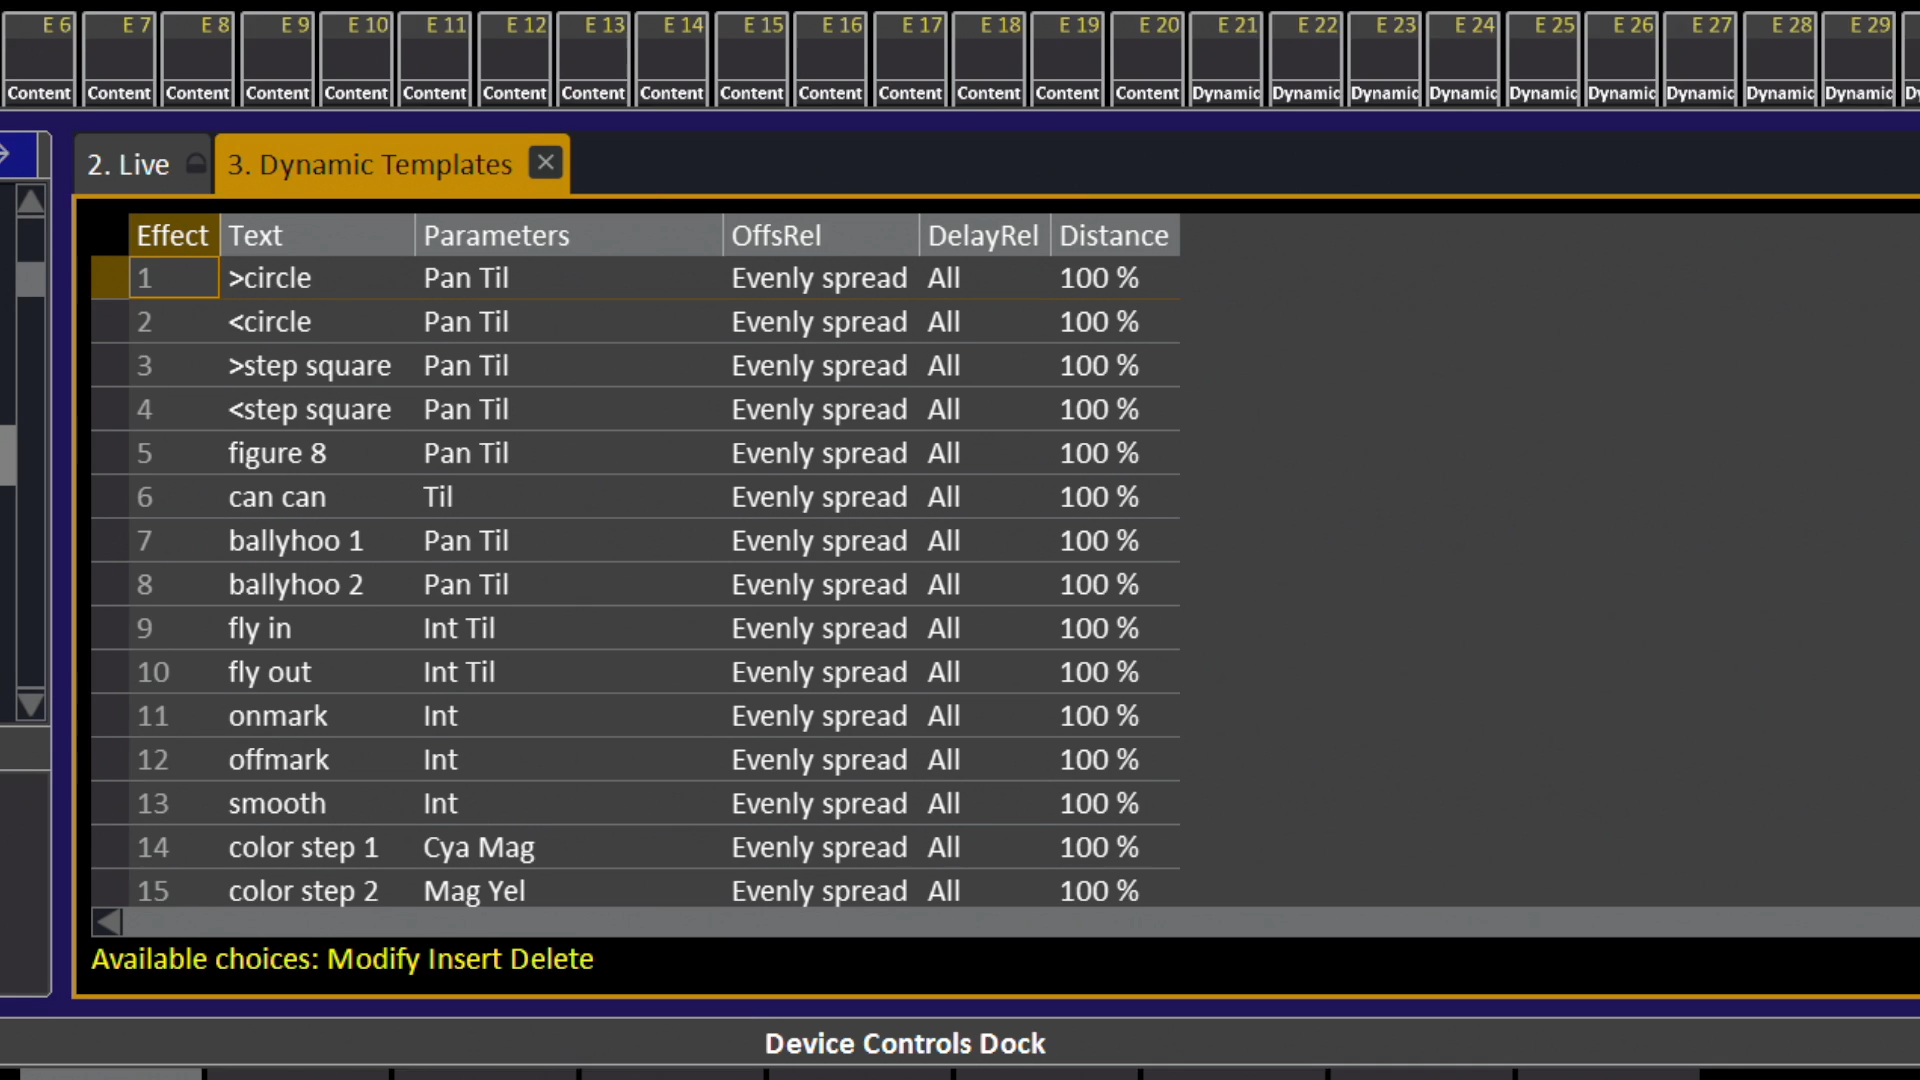 E 6 E 7 E 8 E 9 E 10 E 11 E 12 E 13 E 14 E 15 E 16 E 17 E 18 E 19 E 20 E 21 E 22 E 23 E 24 E 25 E 26 E 27 E 28 E 29
Content Content Content Content Content Content Content Content Content Content Content Content Content Content Content Dynamic Dynamic Dynamic Dynamic Dynamic Dynamic Dynamic Dynamic Dynamic
2. Live 3. Dynamic Templates
Effect Text Parameters OffsRel DelayRel Distance
1 >circle Pan Til Evenly spread All 100 %
2 <circle Pan Til Evenly spread All 100 %
3 >step square Pan Til Evenly spread All 100 %
4 <step square Pan Til Evenly spread All 100 %
5 figure 8 Pan Til Evenly spread All 100 %
6 can can Til Evenly spread All 100 %
7 ballyhoo 1 Pan Til Evenly spread All 100 %
8 ballyhoo 2 Pan Til Evenly spread All 100 %
9 fly in Int Til Evenly spread All 100 %
10 fly out Int Til Evenly spread All 100 %
11 onmark Int Evenly spread All 100 %
12 offmark Int Evenly spread All 100 %
13 smooth Int Evenly spread All 100 %
14 color step 1 Cya Mag Evenly spread All 100 %
15 color step 2 Mag Yel Evenly spread All 100 %
Available choices: Modify Insert Delete
Device Controls Dock